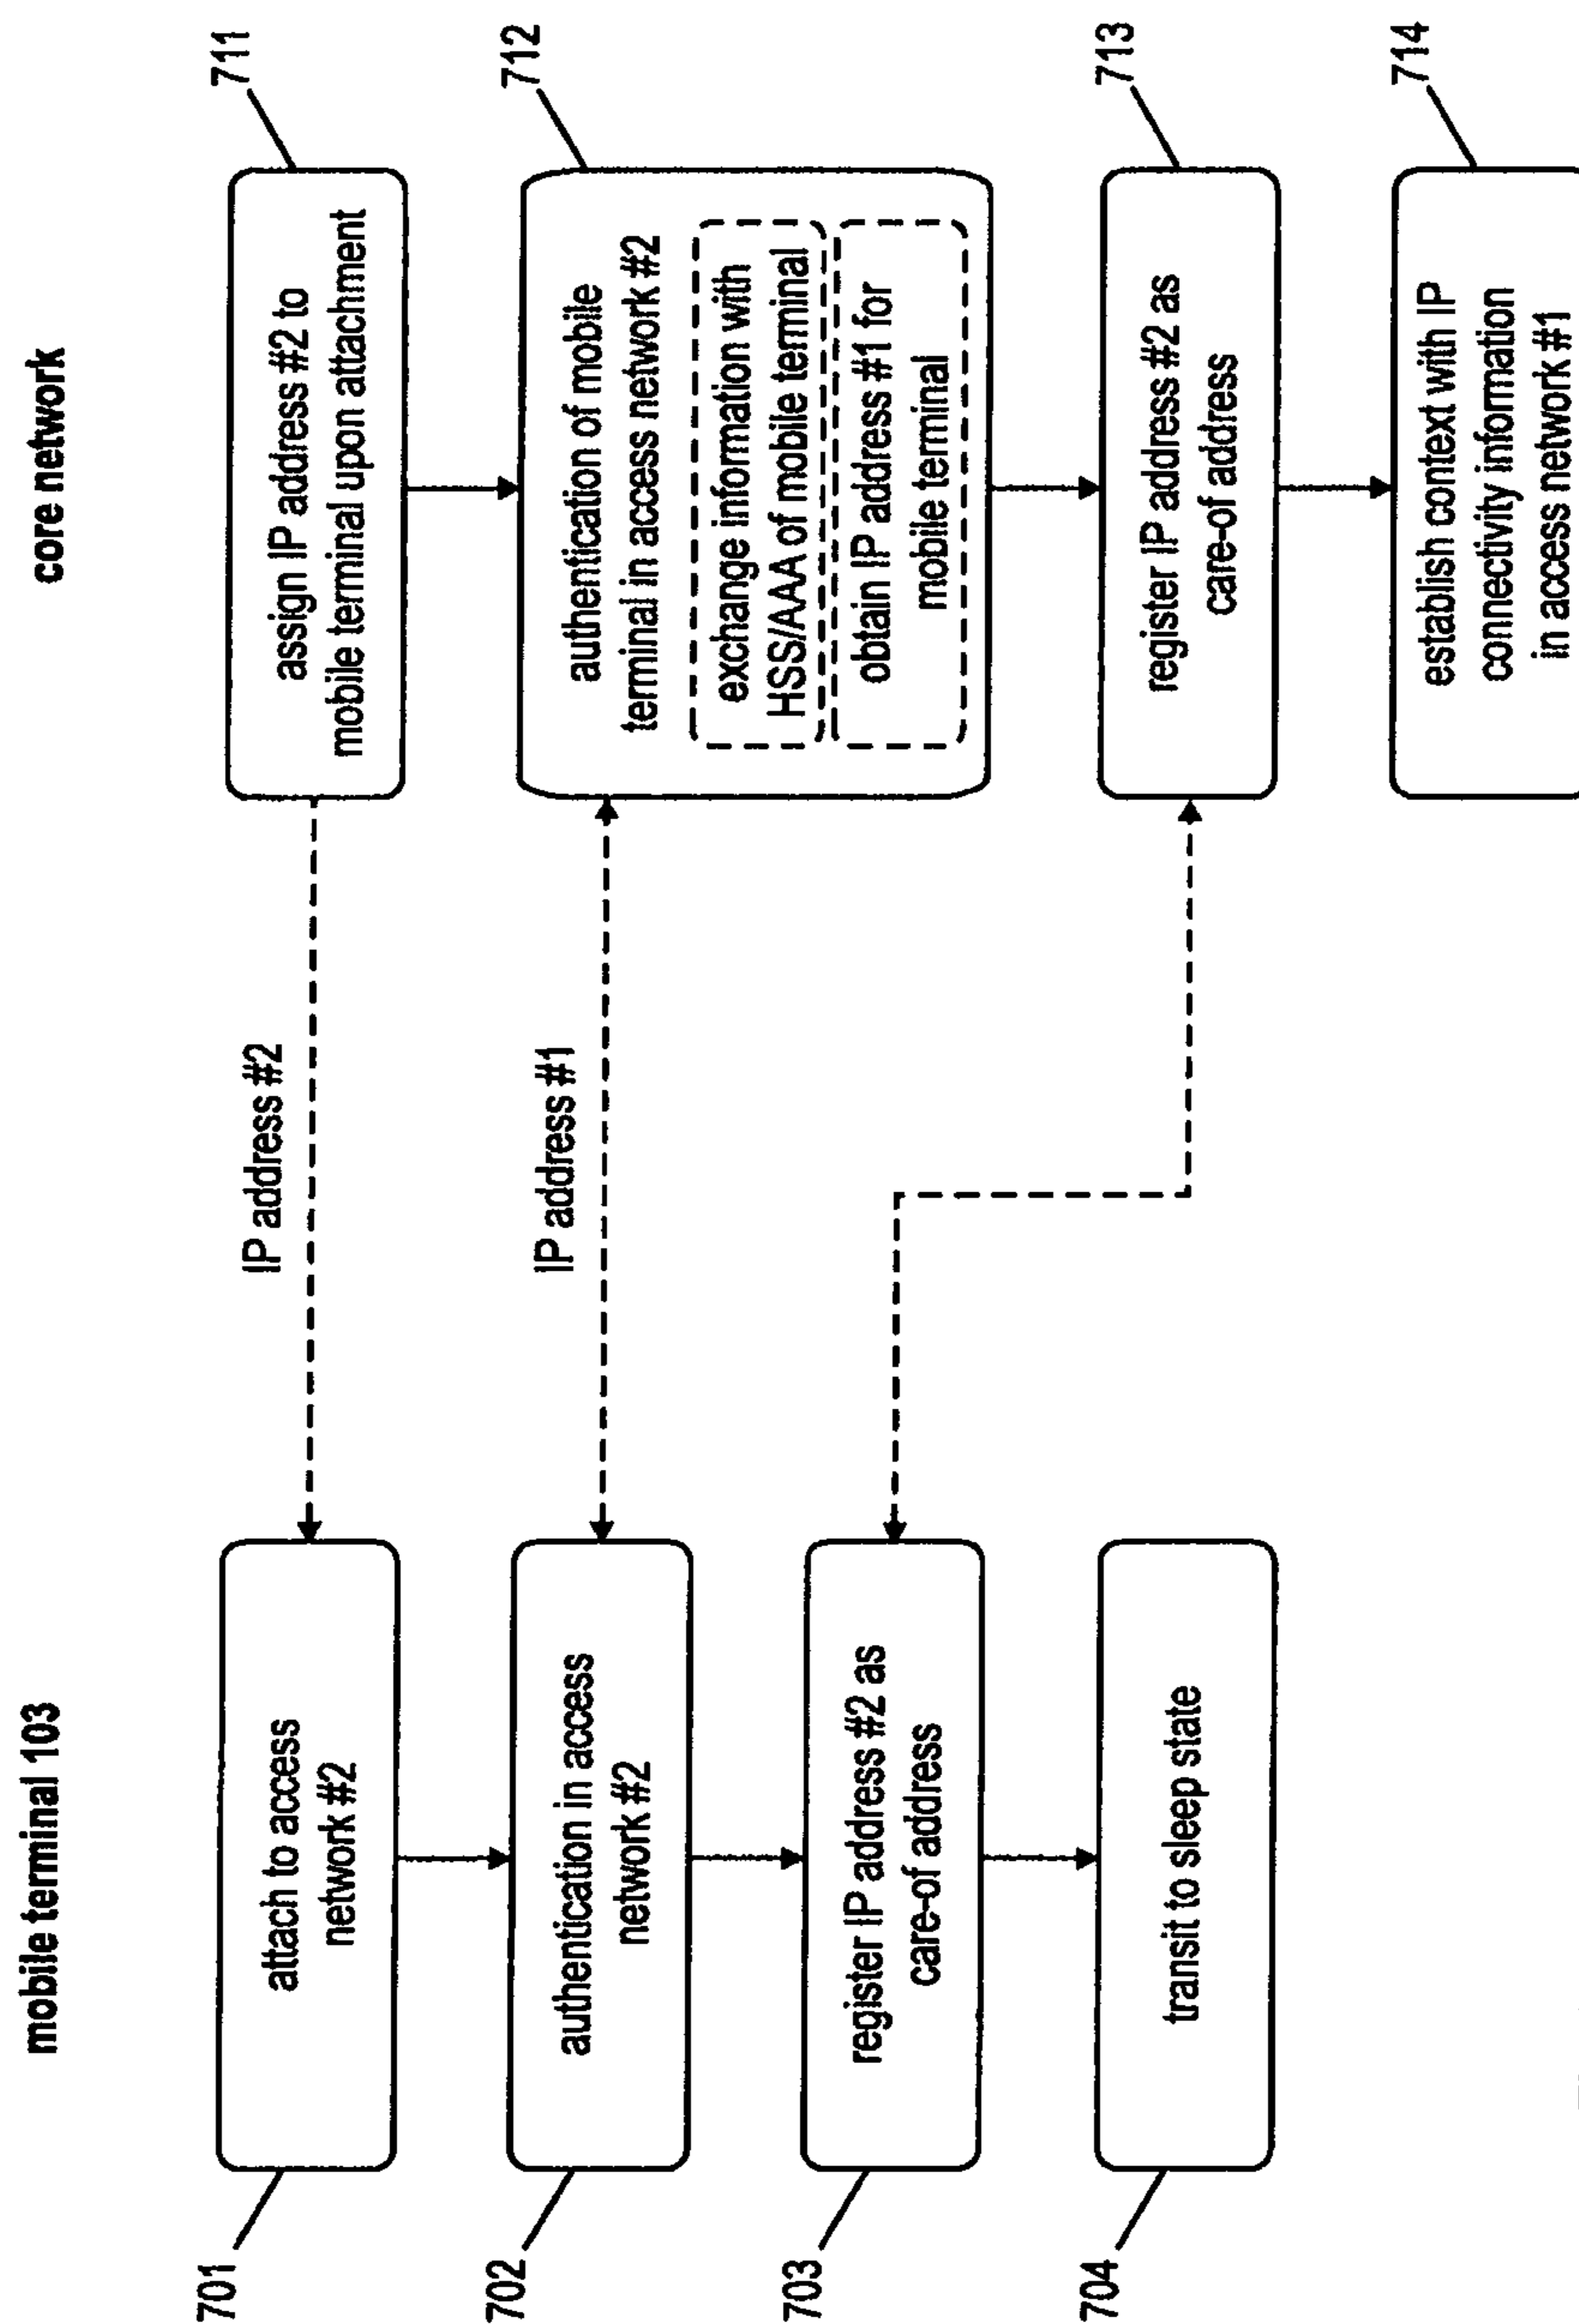 mobile terminal 103
core network
701
attach to access
network #2
702
authentication in access
network #2
703
register IP address #2 as
care-of address
704
transit to sleep state
IP address #2
IP address #1
711
assign IP address #2 to
mobile terminal upon attachment
712
authentication of mobile
terminal in access network #2
exchange information with
HSS/AAA of mobile terminal
obtain IP address #1 for
mobile terminal
713
register IP address #2 as
care-of address
714
establish context with IP
connectivity information
in access network #1